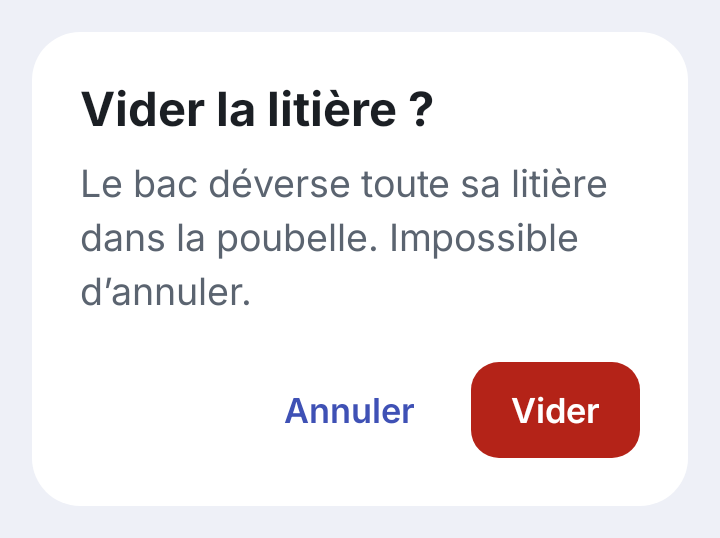 Vider la litière ?
Le bac déverse toute sa litière
dans la poubelle. Impossible
d’annuler.
Annuler
Vider